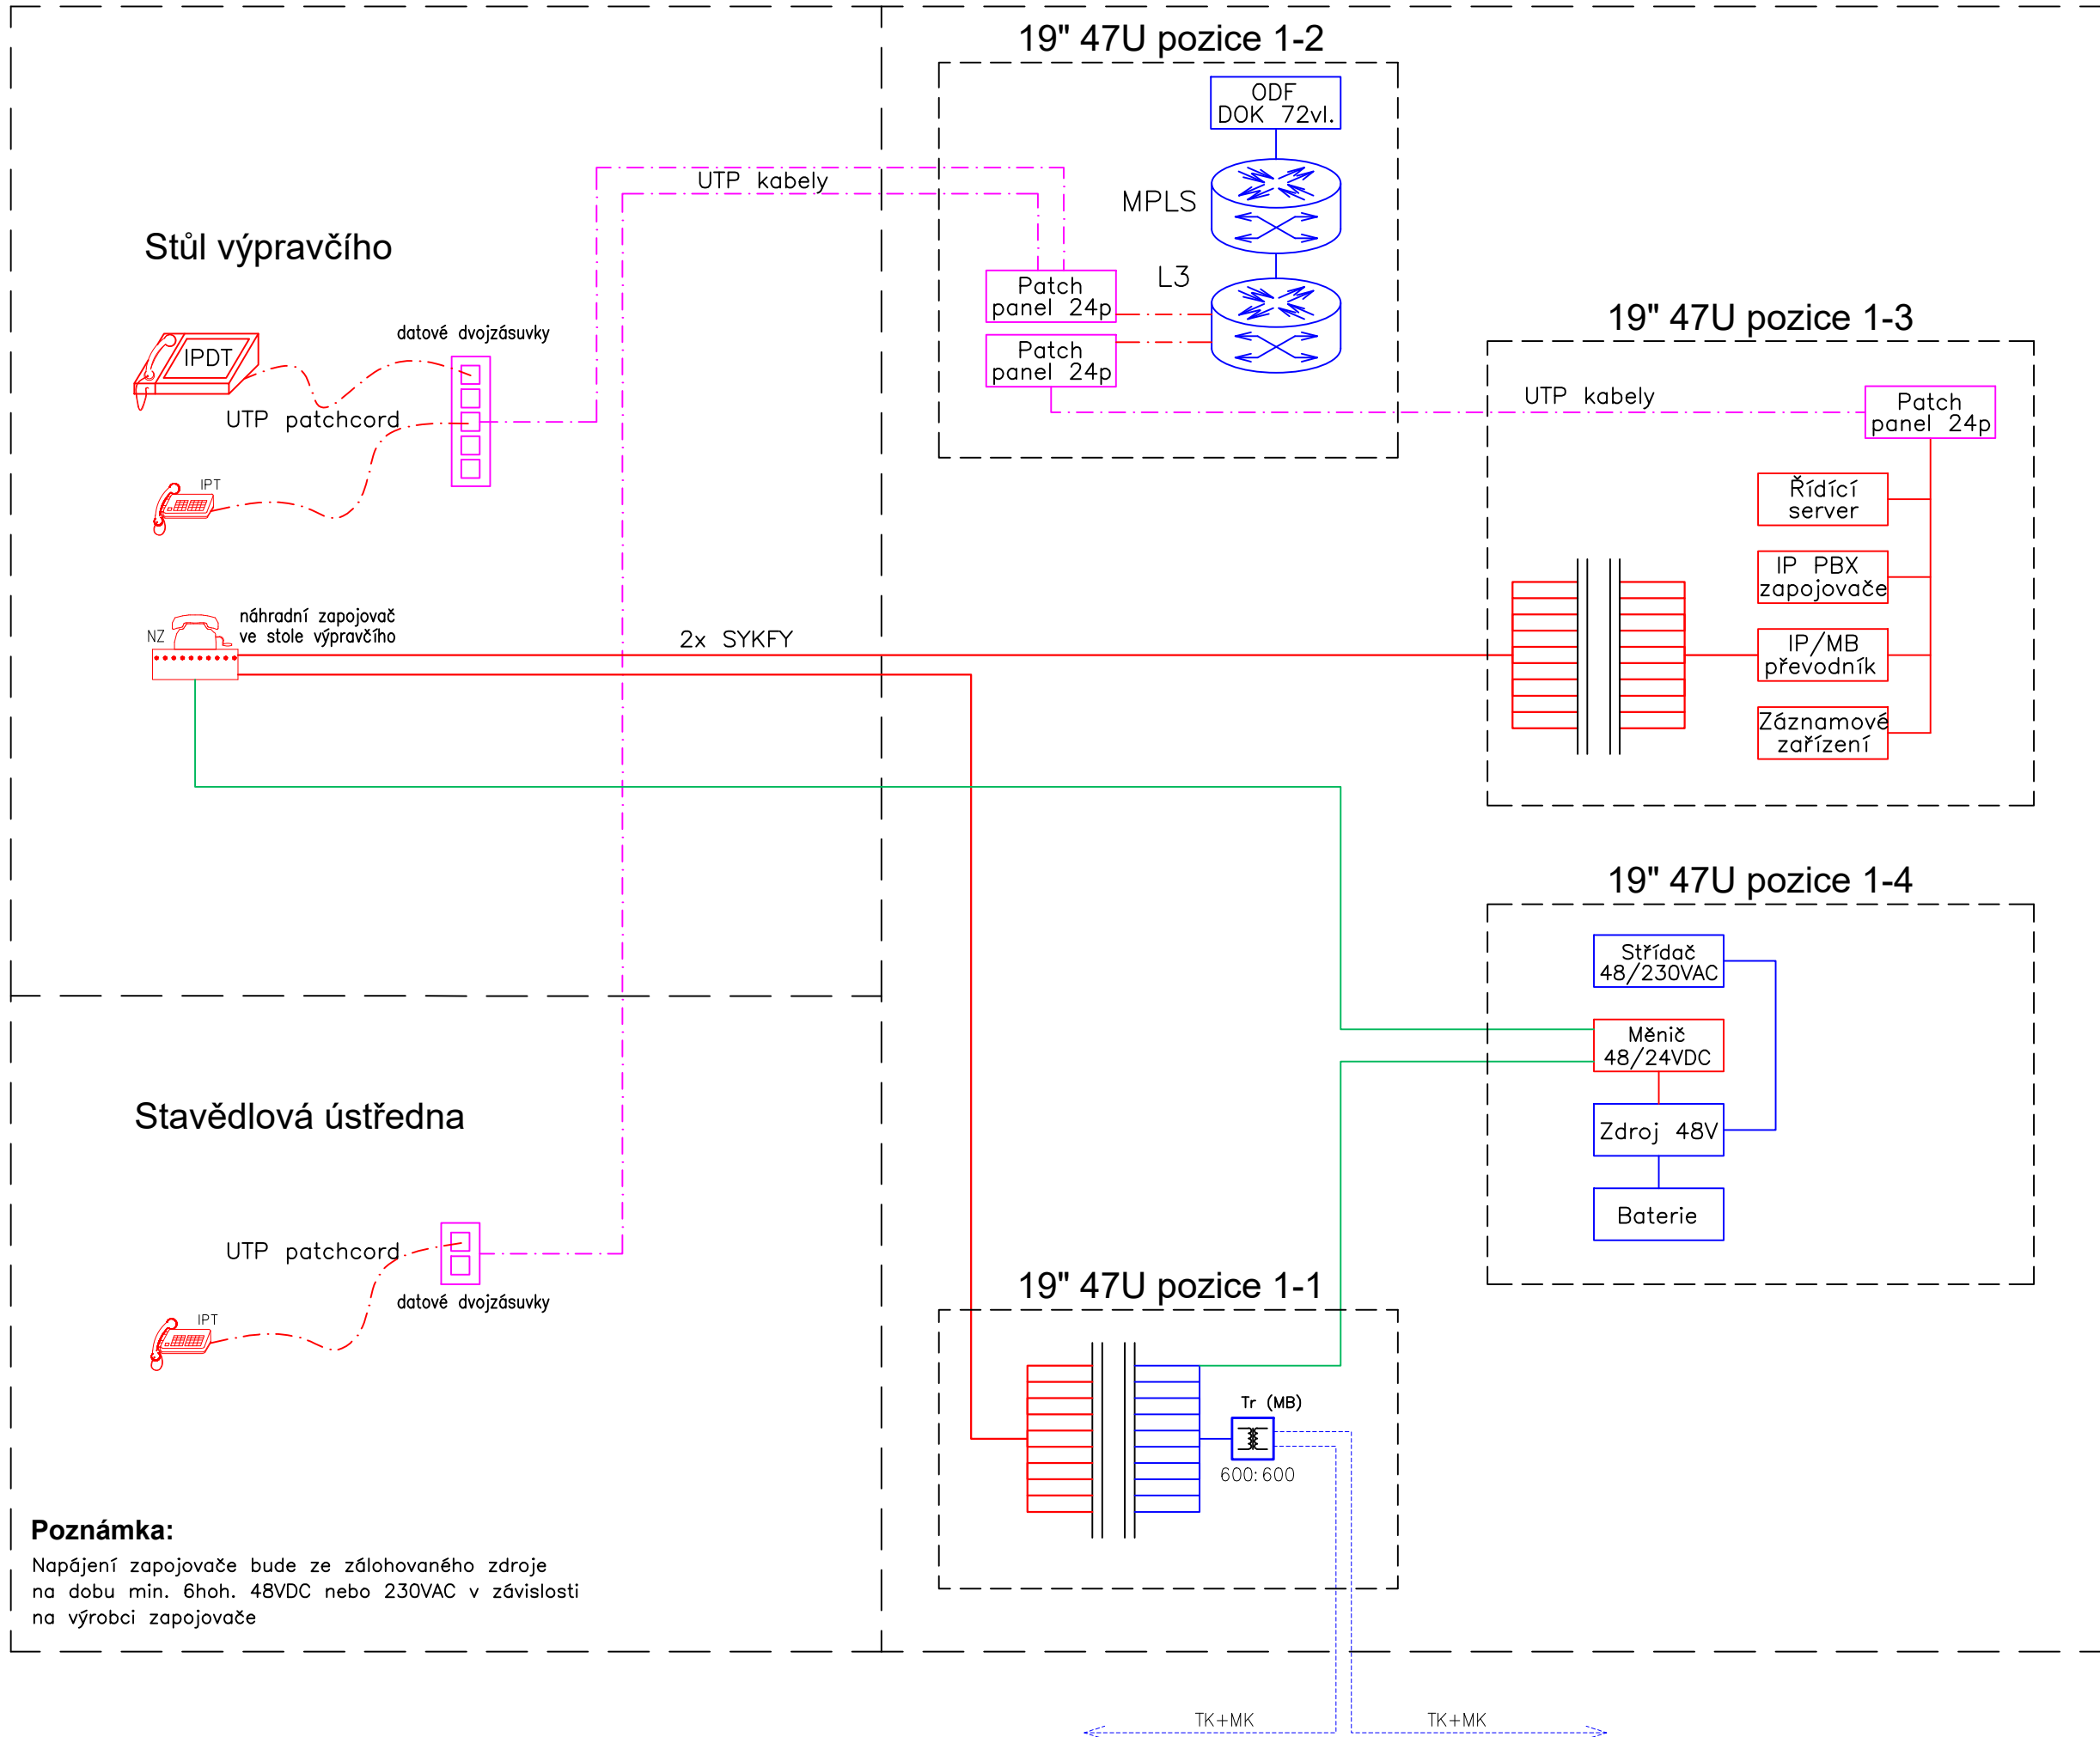 19" 47U pozice 1-2
ODF
DOK 72vl.
UTP kabely
MPLS
Stůl výpravčího
L3
Patch
panel 24p
Patch
panel 24p
19" 47U pozice 1-3
datové dvojzásuvky
IPDT
UTP patchcord
UTP kabely
Patch
panel 24p
IPT
Řídící
server
IP PBX
zapojovače
náhradní zapojovač
ve stole výpravčího
NZ
2x SYKFY
IP/MB
převodník
Záznamové
zařízení
19" 47U pozice 1-4
Střídač
48/230VAC
Měnič
48/24VDC
Stavědlová ústředna
Zdroj 48V
Baterie
UTP patchcord
datové dvojzásuvky
IPT
19" 47U pozice 1-1
Tr (MB)
600:600
Poznámka:
Napájení zapojovače bude ze zálohovaného zdroje
na dobu min. 6hoh. 48VDC nebo 230VAC v závislosti
na výrobci zapojovače
TK+MK
TK+MK